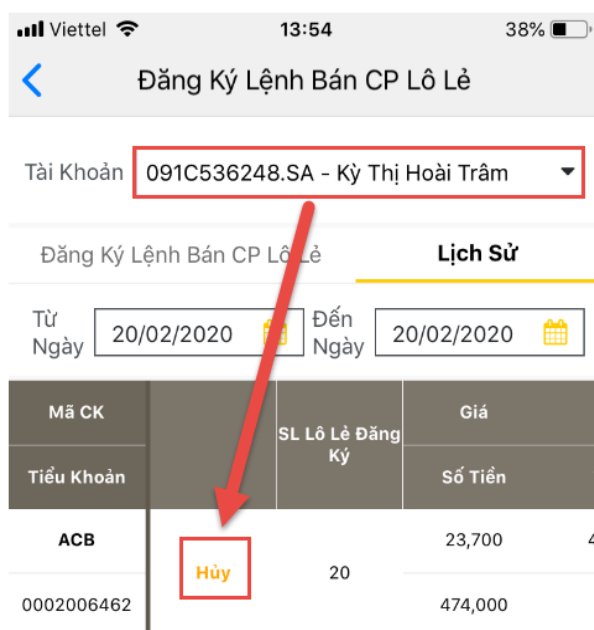 Viettel 13:54 38%
Đăng Ký Lệnh Bán CP Lô Lẻ
Tài Khoản 091C536248.SA - Kỳ Thị Hoài Trâm
Đăng Ký Lệnh Bán CP Lô Lẻ Lịch Sử
Từ Ngày 20/02/2020 Đến Ngày 20/02/2020
Mã CK
Tiểu Khoản
SL Lô Lẻ Đăng
Ký
Giá
Số Tiền
ACB
0002006462
Hủy
20
23,700
474,000